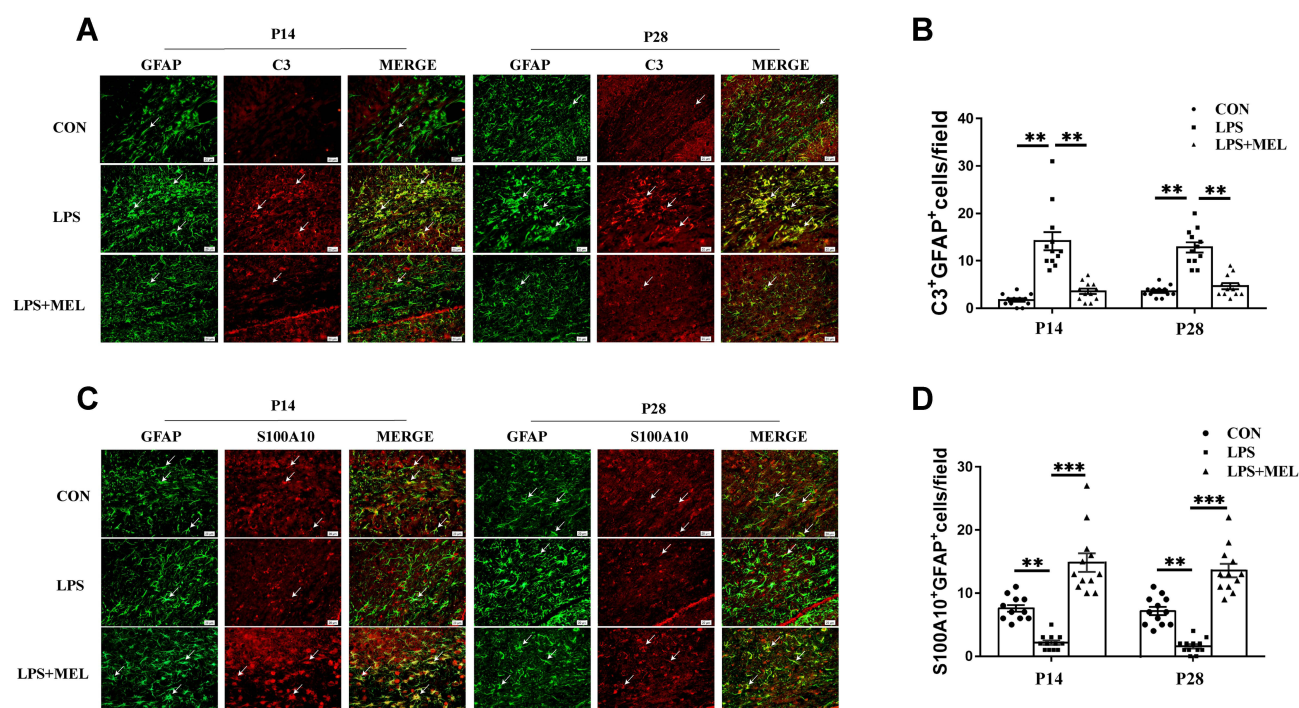 A
P14
P28
GFAP C3 MERGE GFAP C3 MERGE
CON
LPS
LPS+MEL
B
CON
LPS
LPS+MEL
C3+GFAP+cells/field
40
30
20
10
0
** **
** **
P14 P28
C
P14
P28
GFAP S100A10 MERGE GFAP S100A10 MERGE
CON
LPS
LPS+MEL
D
CON
LPS
LPS+MEL
S100A10+GFAP+cells/field
30
20
10
0
** ***
** ***
P14 P28